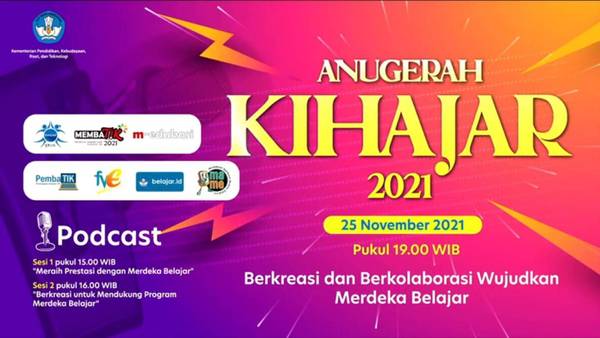 Kementerian Pendidikan, Kebudayaan,
Riset, dan Teknologi
ANUGERAH
KIHAJAR
2021
MEMBATIK
2021
m-edukasi
PembaTIK
fye
belajar.id
mame
25 November 2021
Pukul 19.00 WIB
Berkreasi dan Berkolaborasi Wujudkan
Merdeka Belajar
Podcast
Sesi 1 pukul 15.00 WIB
"Meraih Prestasi dengan Merdeka Belajar"
Sesi 2 pukul 16.00 WIB
"Berkreasi untuk Mendukung Program
Merdeka Belajar"